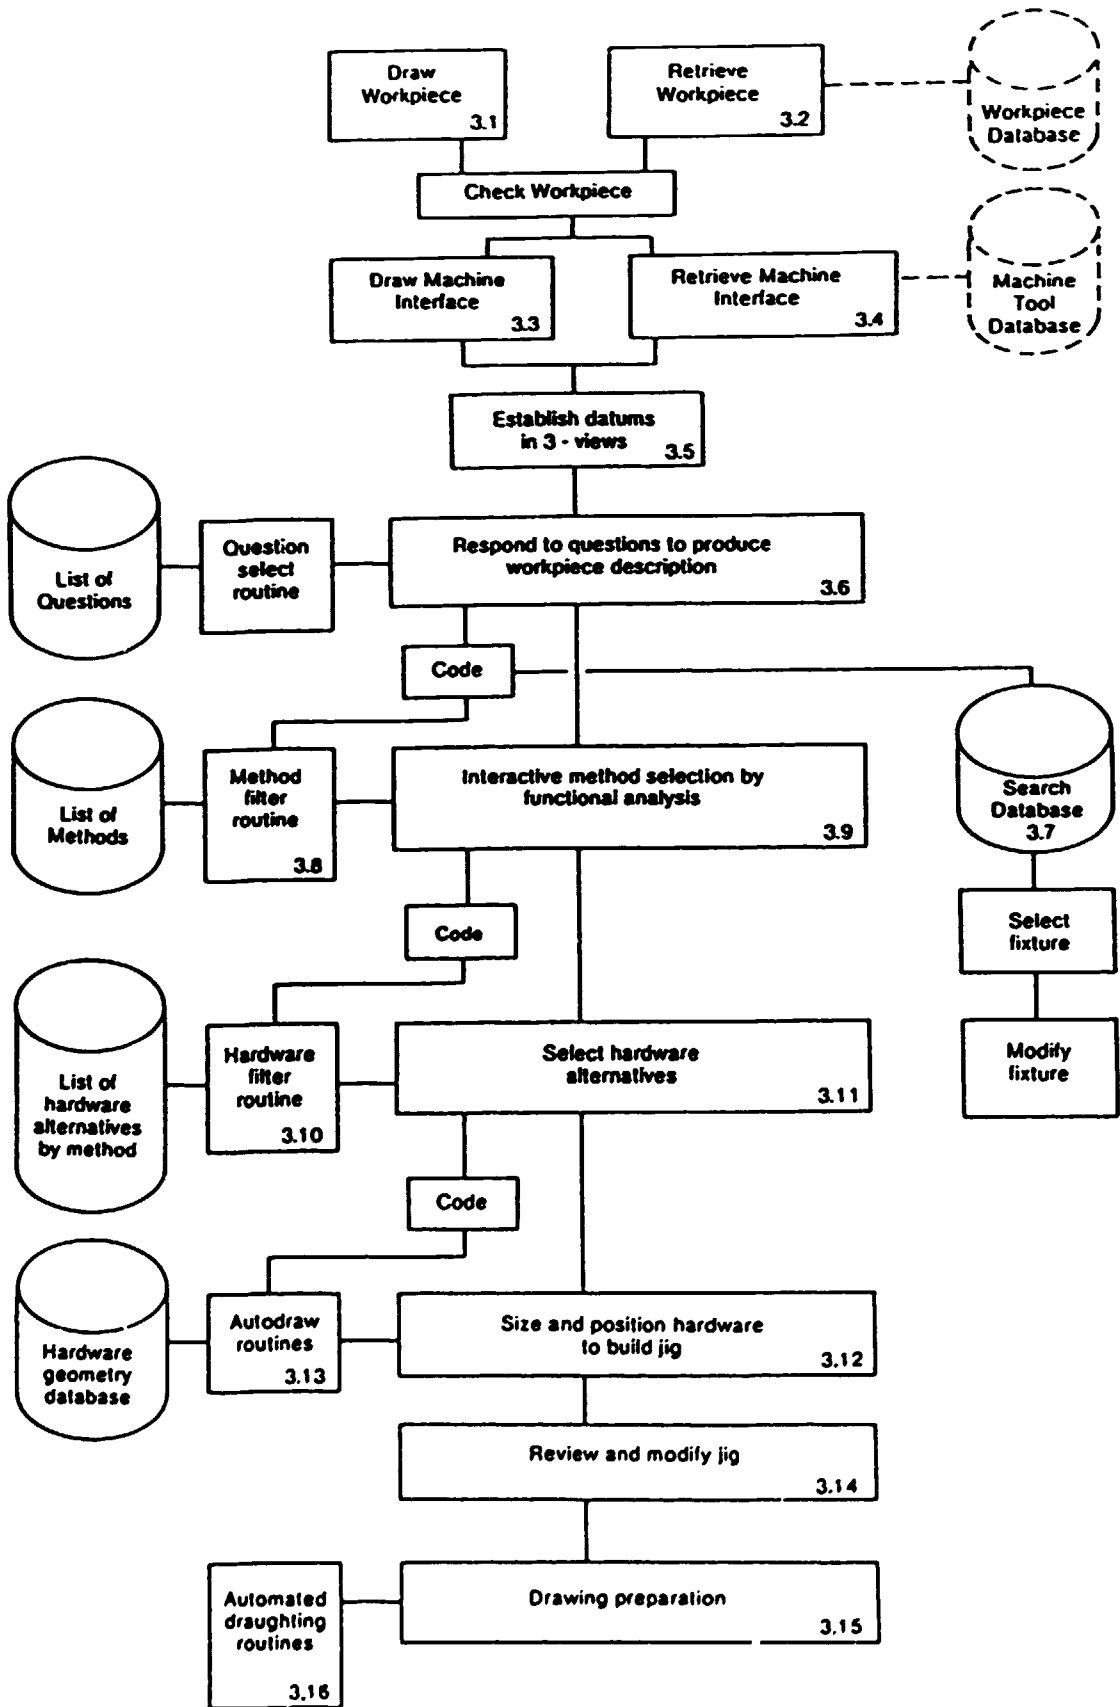 Draw
Workpiece
3.1
Retrieve
Workpiece
3.2
Workpiece
Database
Check Workpiece
Draw Machine
Interface
3.3
Retrieve Machine
Interface
3.4
Machine
Tool
Database
Establish datums
in 3 - views
3.5
List of
Questions
Question
select
routine
Respond to questions to produce
workpiece description
3.6
Code
List of
Methods
Method
filter
routine
3.8
Interactive method selection by
functional analysis
3.9
Search
Database
3.7
Code
Select
fixture
List of
hardware
alternatives
by method
Hardware
filter
routine
3.10
Select hardware
alternatives
3.11
Modify
fixture
Code
Hardware
geometry
database
Autodraw
routines
3.13
Size and position hardware
to build jig
3.12
Review and modify jig
3.14
Automated
draughting
routines
3.16
Drawing preparation
3.15